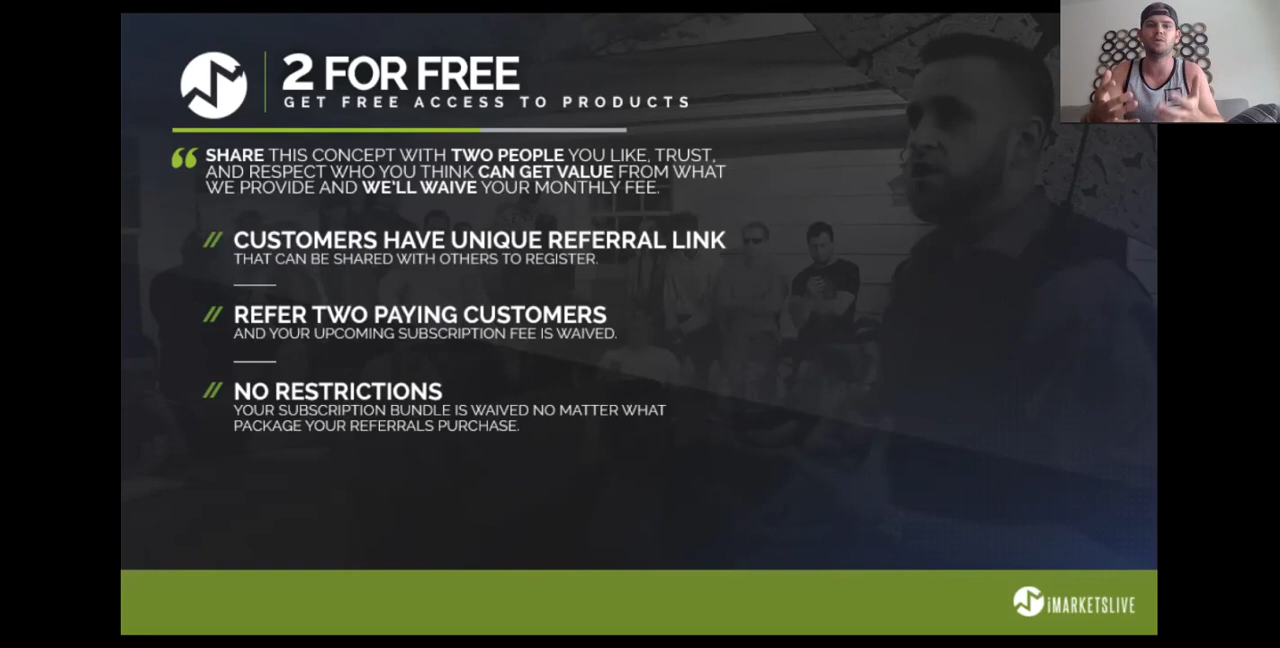 2 FOR FREE
GET FREE ACCESS TO PRODUCTS
SHARE THIS CONCEPT WITH TWO PEOPLE YOU LIKE, TRUST,
AND RESPECT WHO YOU THINK CAN GET VALUE FROM WHAT
WE PROVIDE AND WE'LL WAIVE YOUR MONTHLY FEE.
// CUSTOMERS HAVE UNIQUE REFERRAL LINK
THAT CAN BE SHARED WITH OTHERS TO REGISTER.
// REFER TWO PAYING CUSTOMERS
AND YOUR UPCOMING SUBSCRIPTION FEE IS WAIVED.
// NO RESTRICTIONS
YOUR SUBSCRIPTION BUNDLE IS WAIVED NO MATTER WHAT
PACKAGE YOUR REFERRALS PURCHASE.
iMARKETSLIVE